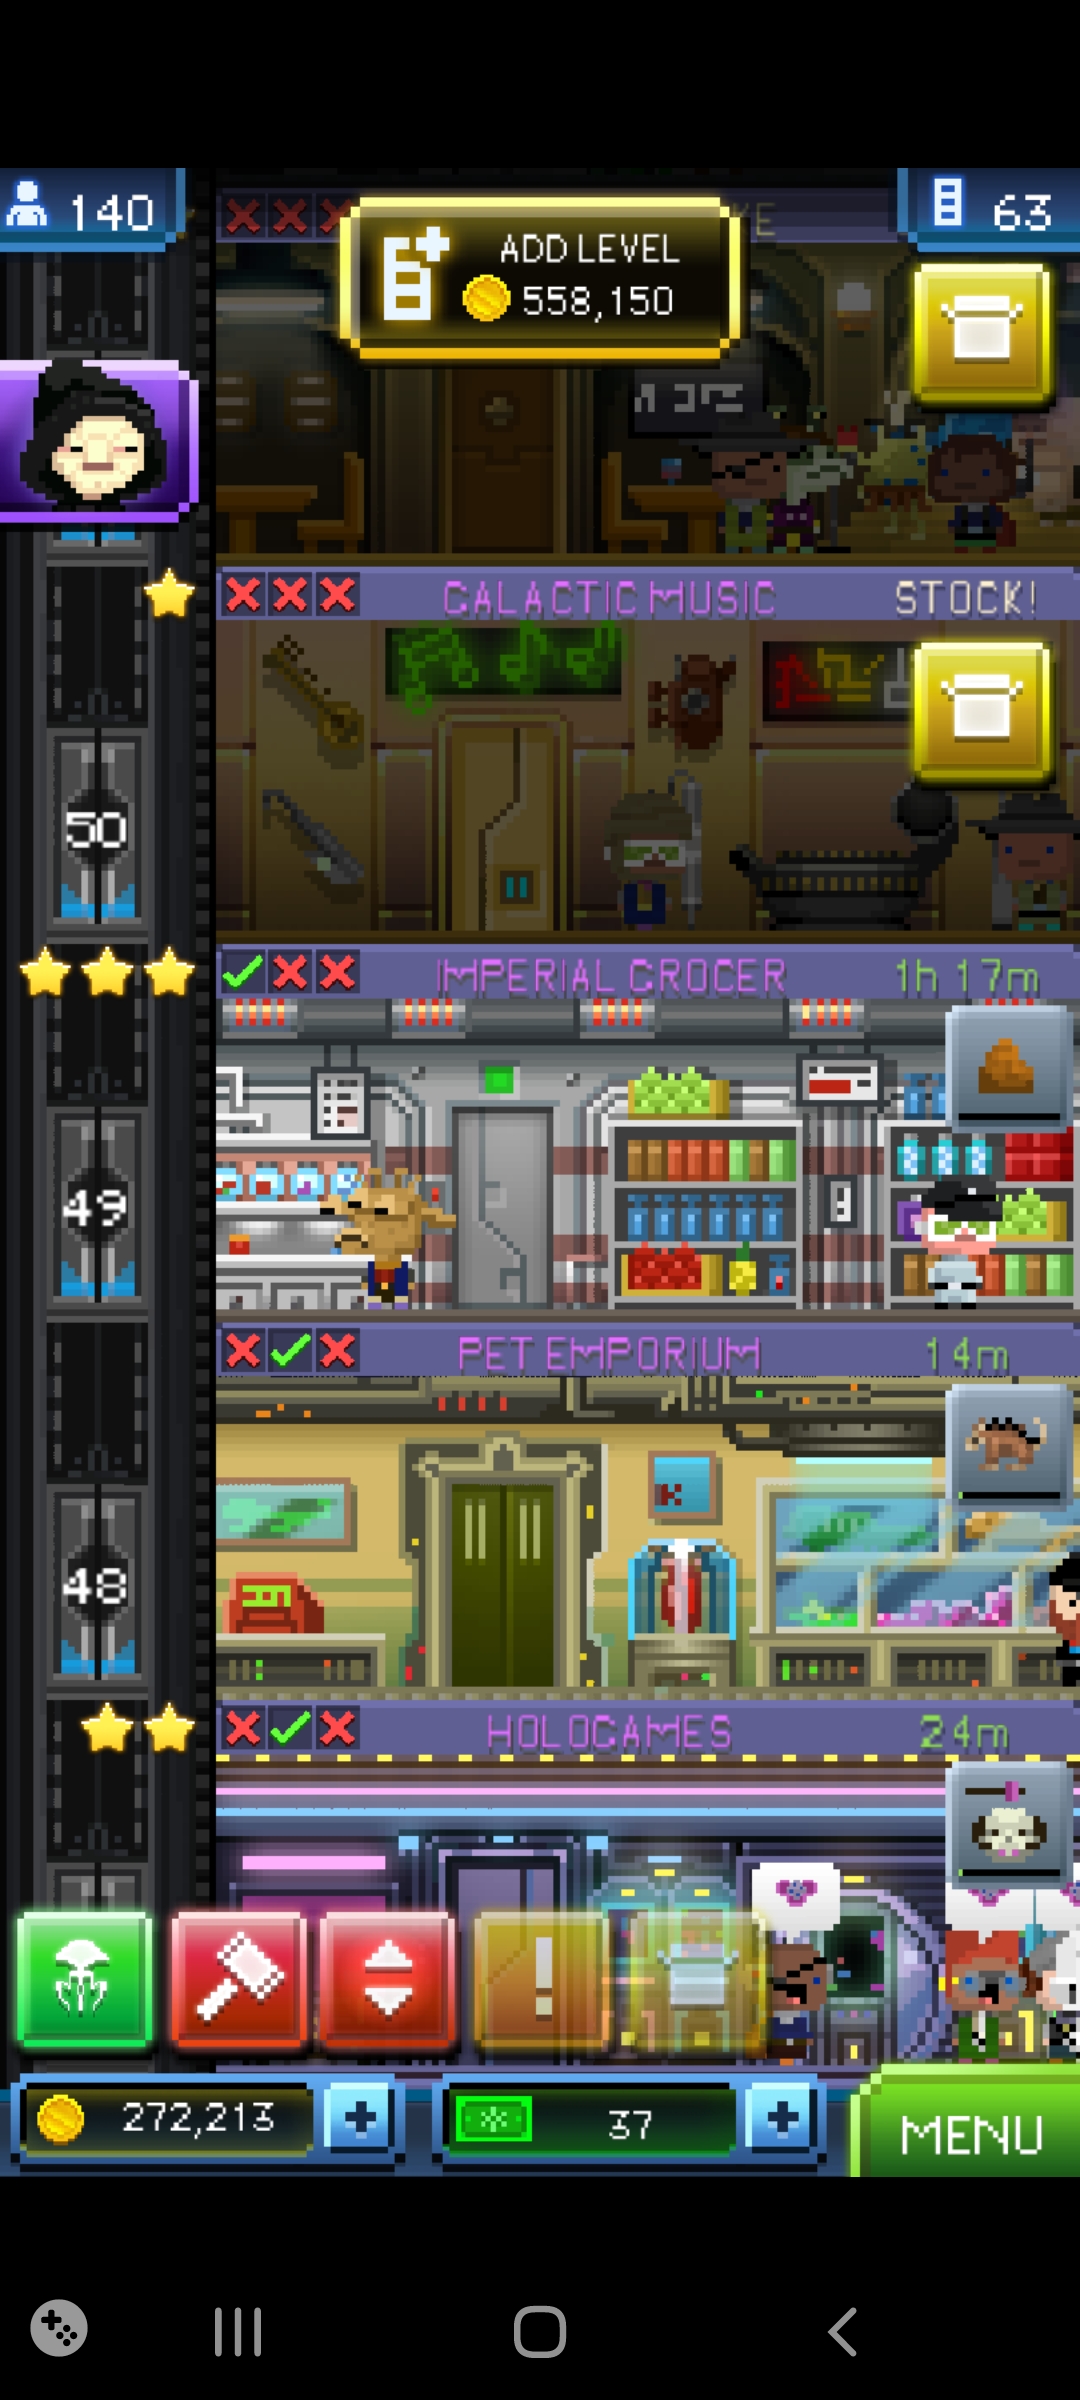 140
63
ADD LEVEL
558,150
GALACTIC MUSIC
STOCK!
50
IMPERIAL GROCER
1h 17m
49
PET EMPORIUM
14m
48
HOLOGAMES
24m
272,213
37
MENU